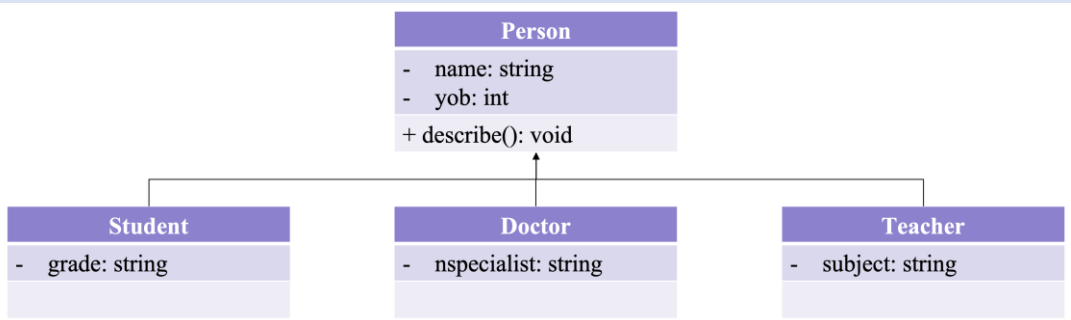 Person
- name: string
- yob: int
+ describe(): void
Student
- grade: string
Doctor
- nspecialist: string
Teacher
- subject: string